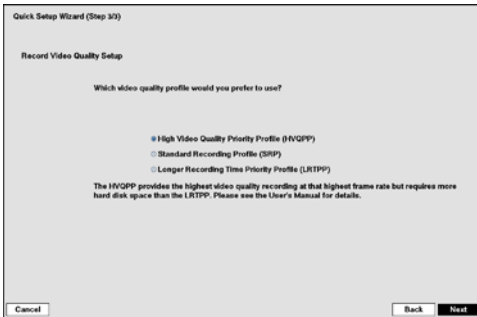 Quick Setup Wizard (Step 3/3)
Record Video Quality Setup
Which video quality profile would you prefer to use?
High Video Quality Priority Profile (HVQPP)
Standard Recording Profile (SRP)
Longer Recording Time Priority Profile (LRTPP)
The HVQPP provides the highest video quality recording at that highest frame rate but requires more
hard disk space than the LRTPP. Please see the User's Manual for details.
Cancel
Back
Next